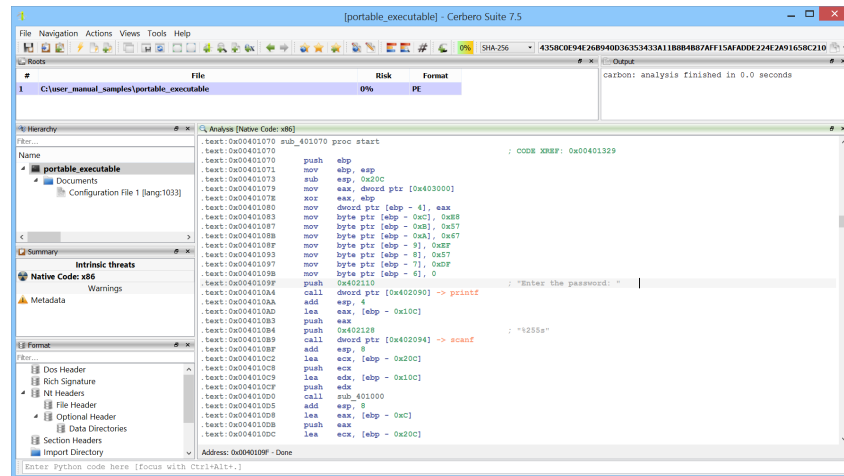 [portable_executable] - Cerbero Suite 7.5
File Navigation Actions Views Tools Help
0% SHA-256 4358C0E94E26B940D36353433A11B8B4B87AFF15AFADDE224E2A91658C210
Roots
# File Risk Format
1 C:\user_manual_samples\portable_executable 0% PE
Output
carbon: analysis finished in 0.0 seconds
Hierarchy
Filter...
Name
portable_executable
Documents
Configuration File 1 [lang:1033]
Summary
Intrinsic threats
Native Code: x86
Warnings
Metadata
Format
Filter...
Dos Header
Rich Signature
Nt Headers
File Header
Optional Header
Data Directories
Section Headers
Import Directory
Analysis [Native Code: x86]
.text:0x00401070 sub_401070 proc start
.text:0x00401070 ; CODE XREF: 0x00401329
.text:0x00401070 push ebp
.text:0x00401071 mov ebp, esp
.text:0x00401073 sub esp, 0x20C
.text:0x00401079 mov eax, dword ptr [0x403000]
.text:0x0040107E xor eax, ebp
.text:0x00401080 mov dword ptr [ebp - 4], eax
.text:0x00401083 mov byte ptr [ebp - 0xC], 0xE8
.text:0x00401087 mov byte ptr [ebp - 0xB], 0x57
.text:0x0040108B mov byte ptr [ebp - 0xA], 0x67
.text:0x0040108F mov byte ptr [ebp - 9], 0xEF
.text:0x00401093 mov byte ptr [ebp - 8], 0x57
.text:0x00401097 mov byte ptr [ebp - 7], 0xDF
.text:0x0040109B mov byte ptr [ebp - 6], 0
.text:0x0040109F push 0x402110 ; "Enter the password: "
.text:0x004010A4 call dword ptr [0x402090] -> printf
.text:0x004010AA add esp, 4
.text:0x004010AD lea eax, [ebp - 0x10C]
.text:0x004010B3 push eax
.text:0x004010B4 push 0x402128 ; "%255s"
.text:0x004010B9 call dword ptr [0x402094] -> scanf
.text:0x004010BF add esp, 8
.text:0x004010C2 lea ecx, [ebp - 0x20C]
.text:0x004010C8 push ecx
.text:0x004010C9 lea edx, [ebp - 0x10C]
.text:0x004010CF push edx
.text:0x004010D0 call sub_401000
.text:0x004010D5 add esp, 8
.text:0x004010D8 lea eax, [ebp - 0xC]
.text:0x004010DB push eax
.text:0x004010DC lea ecx, [ebp - 0x20C]
Address: 0x0040109F - Done
Enter Python code here [focus with Ctrl+Alt+.]